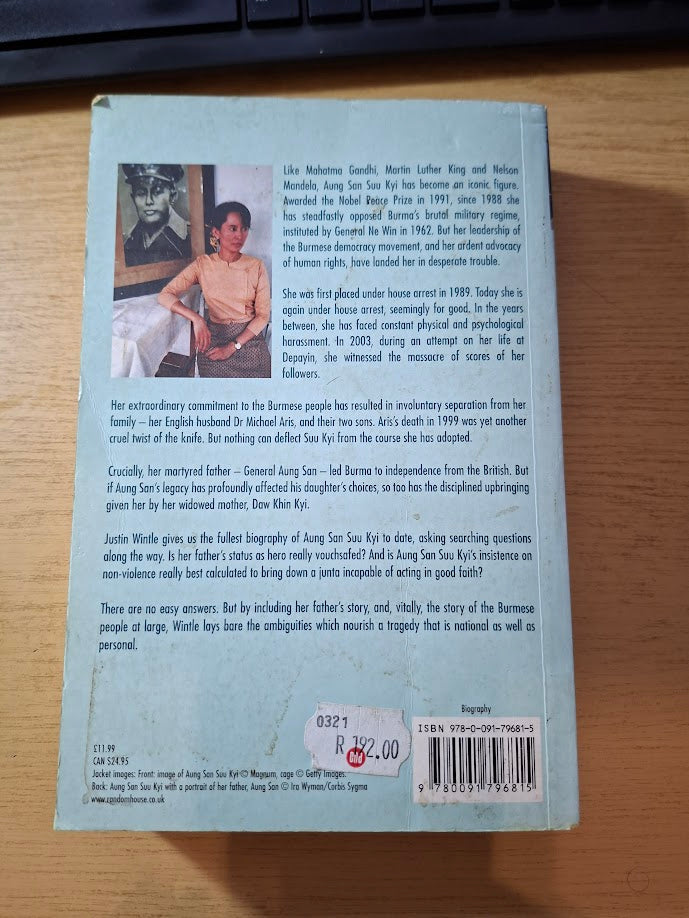 Like Mahatma Gandhi, Martin Luther King and Nelson
Mandela, Aung San Suu Kyi has become an iconic figure.
Awarded the Nobel Peace Prize in 1991, since 1988 she
has steadfastly opposed Burma's brutal military regime,
instituted by General Ne Win in 1962. But her leadership of
the Burmese democracy movement, and her ardent advocacy
of human rights, have landed her in desperate trouble.
She was first placed under house arrest in 1989. Today she is
again under house arrest, seemingly for good. In the years
between, she has faced constant physical and psychological
harassment. In 2003, during an attempt on her life at
Depayin, she witnessed the massacre of scores of her
followers.
Her extraordinary commitment to the Burmese people has resulted in involuntary separation from her
family – her English husband Dr Michael Aris, and their two sons. Aris's death in 1999 was yet another
cruel twist of the knife. But nothing can deflect Suu Kyi from the course she has adopted.
Crucially, her martyred father – General Aung San – led Burma to independence from the British. But
if Aung San's legacy has profoundly affected his daughter's choices, so too has the disciplined upbringing
given her by her widowed mother, Daw Khin Kyi.
Justin Wintle gives us the fullest biography of Aung San Suu Kyi to date, asking searching questions
along the way. Is her father's status as hero really vouchsafed? And is Aung San Suu Kyi's insistence on
non-violence really best calculated to bring down a junta incapable of acting in good faith?
There are no easy answers. But by including her father's story, and, vitally, the story of the Burmese
people at large, Wintle lays bare the ambiguities which nourish a tragedy that is national as well as
personal.
Biography
ISBN 978-0-091-79681-5
9 780091 796815
0321
R 192.00
£11.99
CAN $24.95
Jacket images: Front: image of Aung San Suu Kyi © Magnum, cage © Getty Images.
Back: Aung San Suu Kyi with a portrait of her father, Aung San © Ira Wyman/Corbis Sygma
www.randomhouse.co.uk